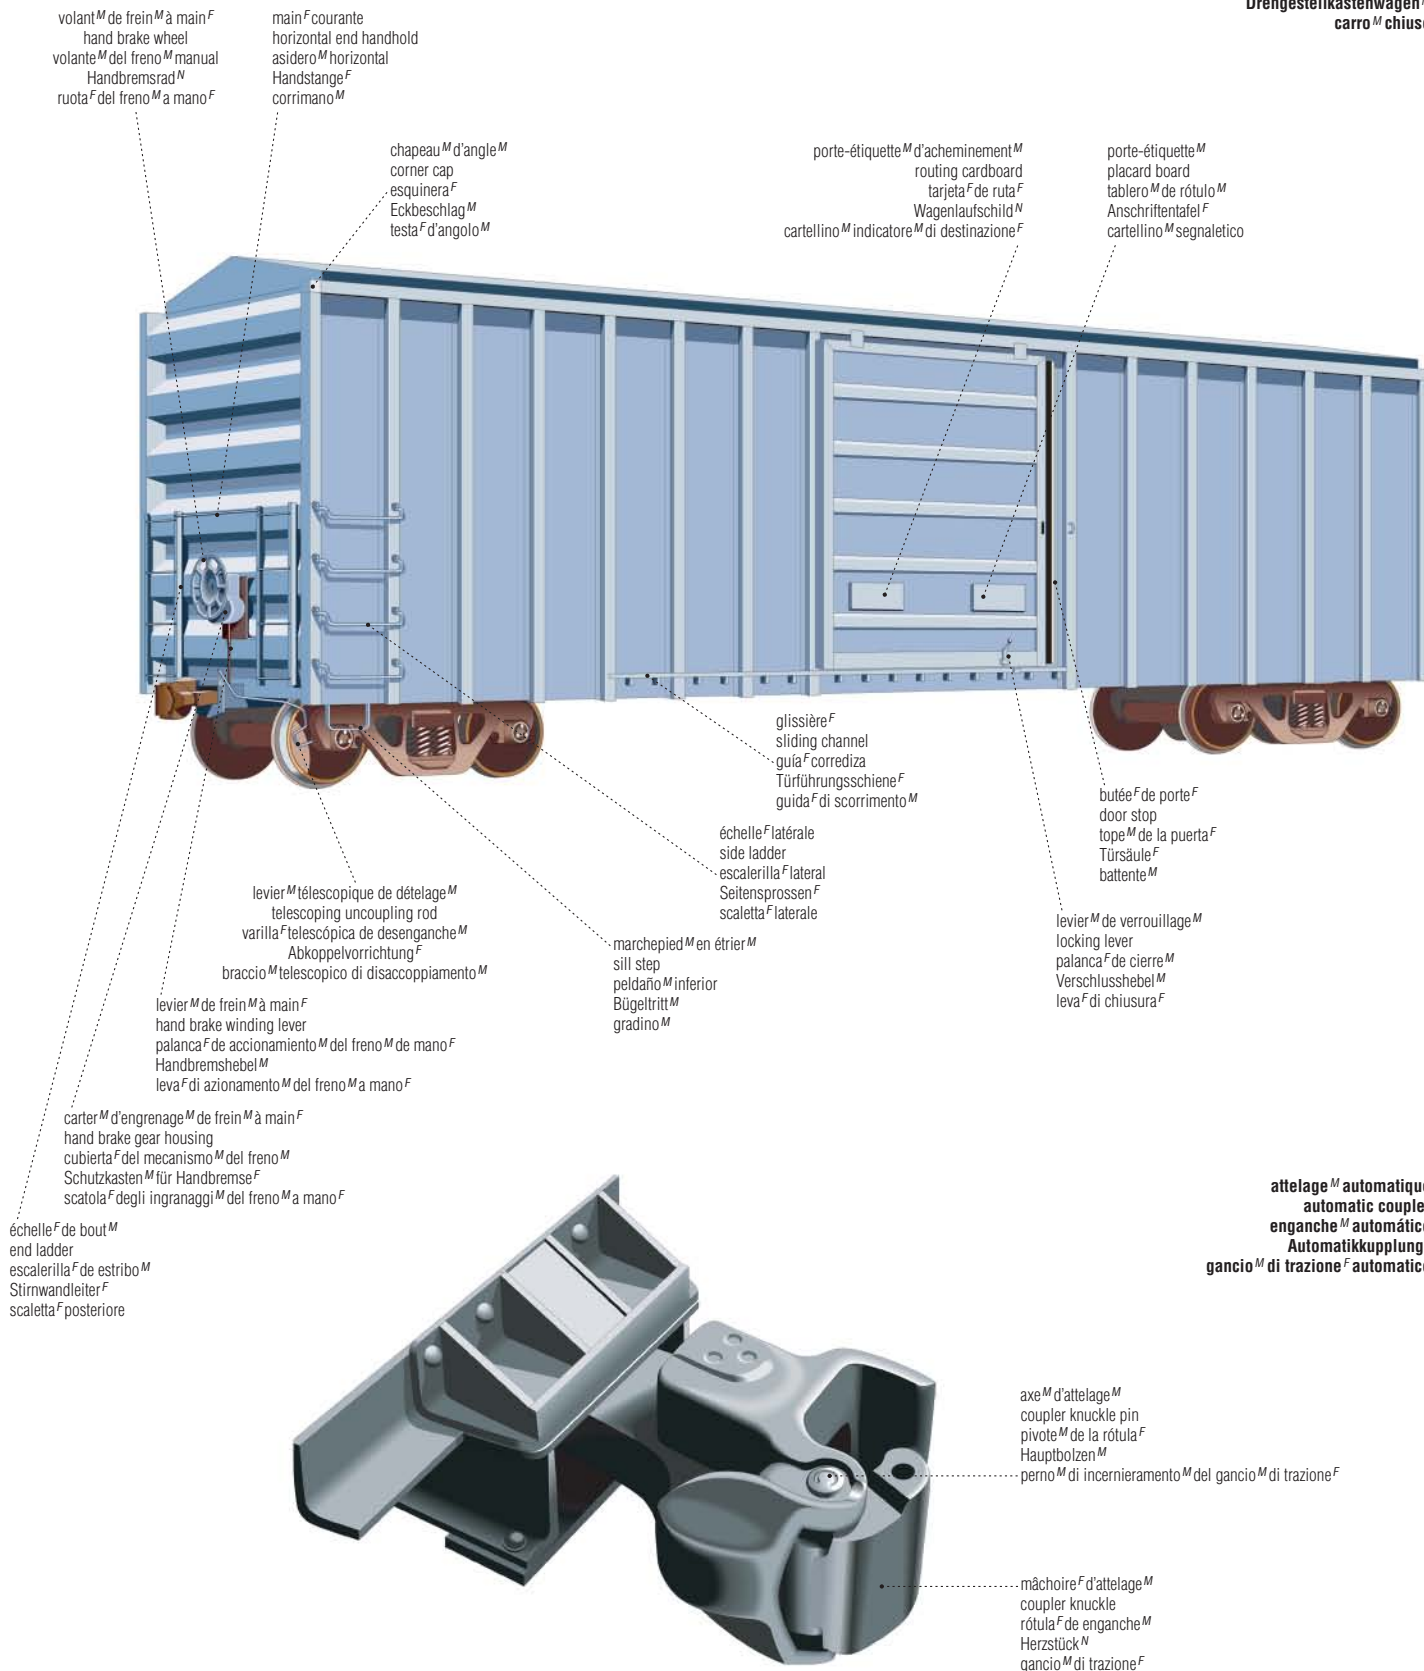 Drehgestellkastenwagen M
carro M chius
volant M de frein M à main F
hand brake wheel
volante M del freno M manual
Handbremsrad N
ruota F del freno M a mano F
main F courante
horizontal end handhold
asidero M horizontal
Handstange F
corrimano M
chapeau M d'angle M
corner cap
esquinera F
Eckbeschlag M
testa F d'angolo M
porte-étiquette M d'acheminement M
routing cardboard
tarjeta F de ruta F
Wagenlaufschild N
cartellino M indicatore M di destinazione F
porte-étiquette M
placard board
tablero M de rótulo M
Anschriftentafel F
cartellino M segnaletico
glissière F
sliding channel
guía F corrediza
Türführungsschiene F
guida F di scorrimento M
butée F de porte F
door stop
tope M de la puerta F
Türsäule F
battente M
échelle F latérale
side ladder
escalerilla F lateral
Seitensprossen F
scaletta F laterale
levier M télescopique de dételage M
telescoping uncoupling rod
varilla F telescópica de desenganche M
Abkoppelvorrichtung F
braccio M telescopico di disaccoppiamento M
marchepied M en étrier M
sill step
peldaño M inferior
Bügeltritt M
gradino M
levier M de verrouillage M
locking lever
palanca F de cierre M
Verschlusshebel M
leva F di chiusura F
levier M de frein M à main F
hand brake winding lever
palanca F de accionamiento M del freno M de mano F
Handbremshebel M
leva F di azionamento M del freno M a mano F
carter M d'engrenage M de frein M à main F
hand brake gear housing
cubierta F del mecanismo M del freno M
Schutzkasten M für Handbremse F
scatola F degli ingranaggi M del freno M a mano F
échelle F de bout M
end ladder
escalerilla F de estribo M
Stirnwandleiter F
scaletta F posteriore
attelage M automatique
automatic couple
enganche M automático
Automatikkupplung
gancio M di trazione F automatico
axe M d'attelage M
coupler knuckle pin
pivote M de la rótula F
Hauptbolzen M
perno M di incernieramento M del gancio M di trazione F
mâchoire F d'attelage M
coupler knuckle
rótula F de enganche M
Herzstück N
gancio M di trazione F